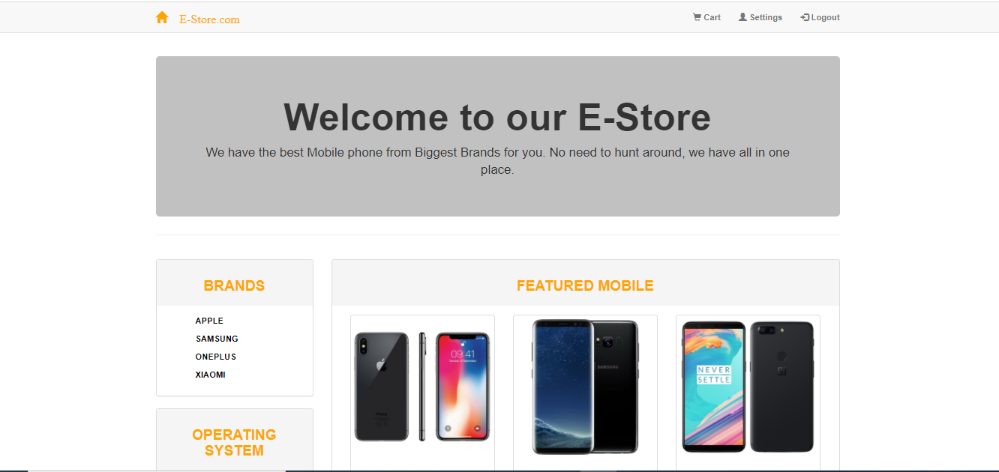 E-Store.com
Cart
Settings
Logout
Welcome to our E-Store
We have the best Mobile phone from Biggest Brands for you. No need to hunt around, we have all in one
place.
BRANDS
APPLE
SAMSUNG
ONEPLUS
XIAOMI
FEATURED MOBILE
09:41
SAMSUNG
NEVER
SETTLE
OPERATING
SYSTEM